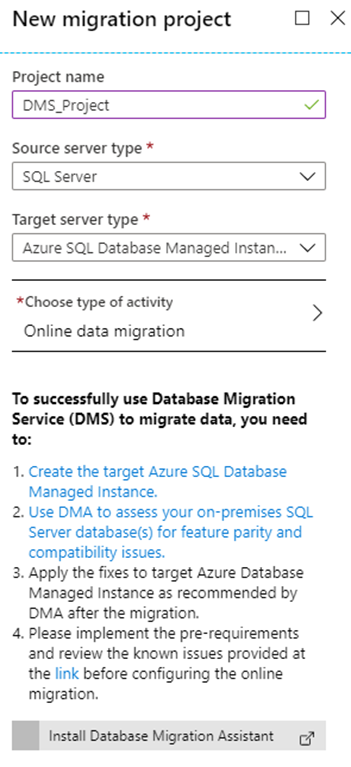 New migration project
Project name
DMS_Project
Source server type *
SQL Server
Target server type *
Azure SQL Database Managed Instan...
*Choose type of activity
Online data migration
To successfully use Database Migration
Service (DMS) to migrate data, you need
to:
1. Create the target Azure SQL Database
Managed Instance.
2. Use DMA to assess your on-premises SQL
Server database(s) for feature parity and
compatibility issues.
3. Apply the fixes to target Azure Database
Managed Instance as recommended by
DMA after the migration.
4. Please implement the pre-requirements
and review the known issues provided at
the link before configuring the online
migration.
Install Database Migration Assistant